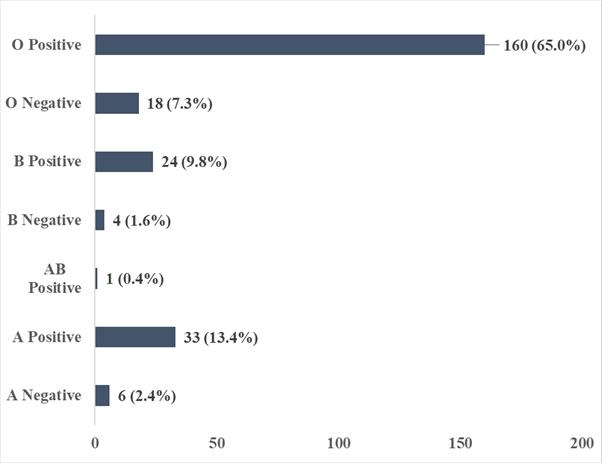 O Positive 160 (65.0%)
O Negative 18 (7.3%)
B Positive 24 (9.8%)
B Negative 4 (1.6%)
AB
Positive 1 (0.4%)
A Positive 33 (13.4%)
A Negative 6 (2.4%)
0 50 100 150 200